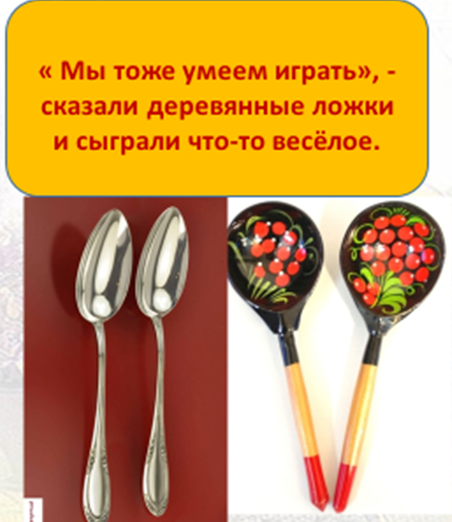 « Мы тоже умеем играть», -
сказали деревянные ложки
и сыграли что-то весёлое.